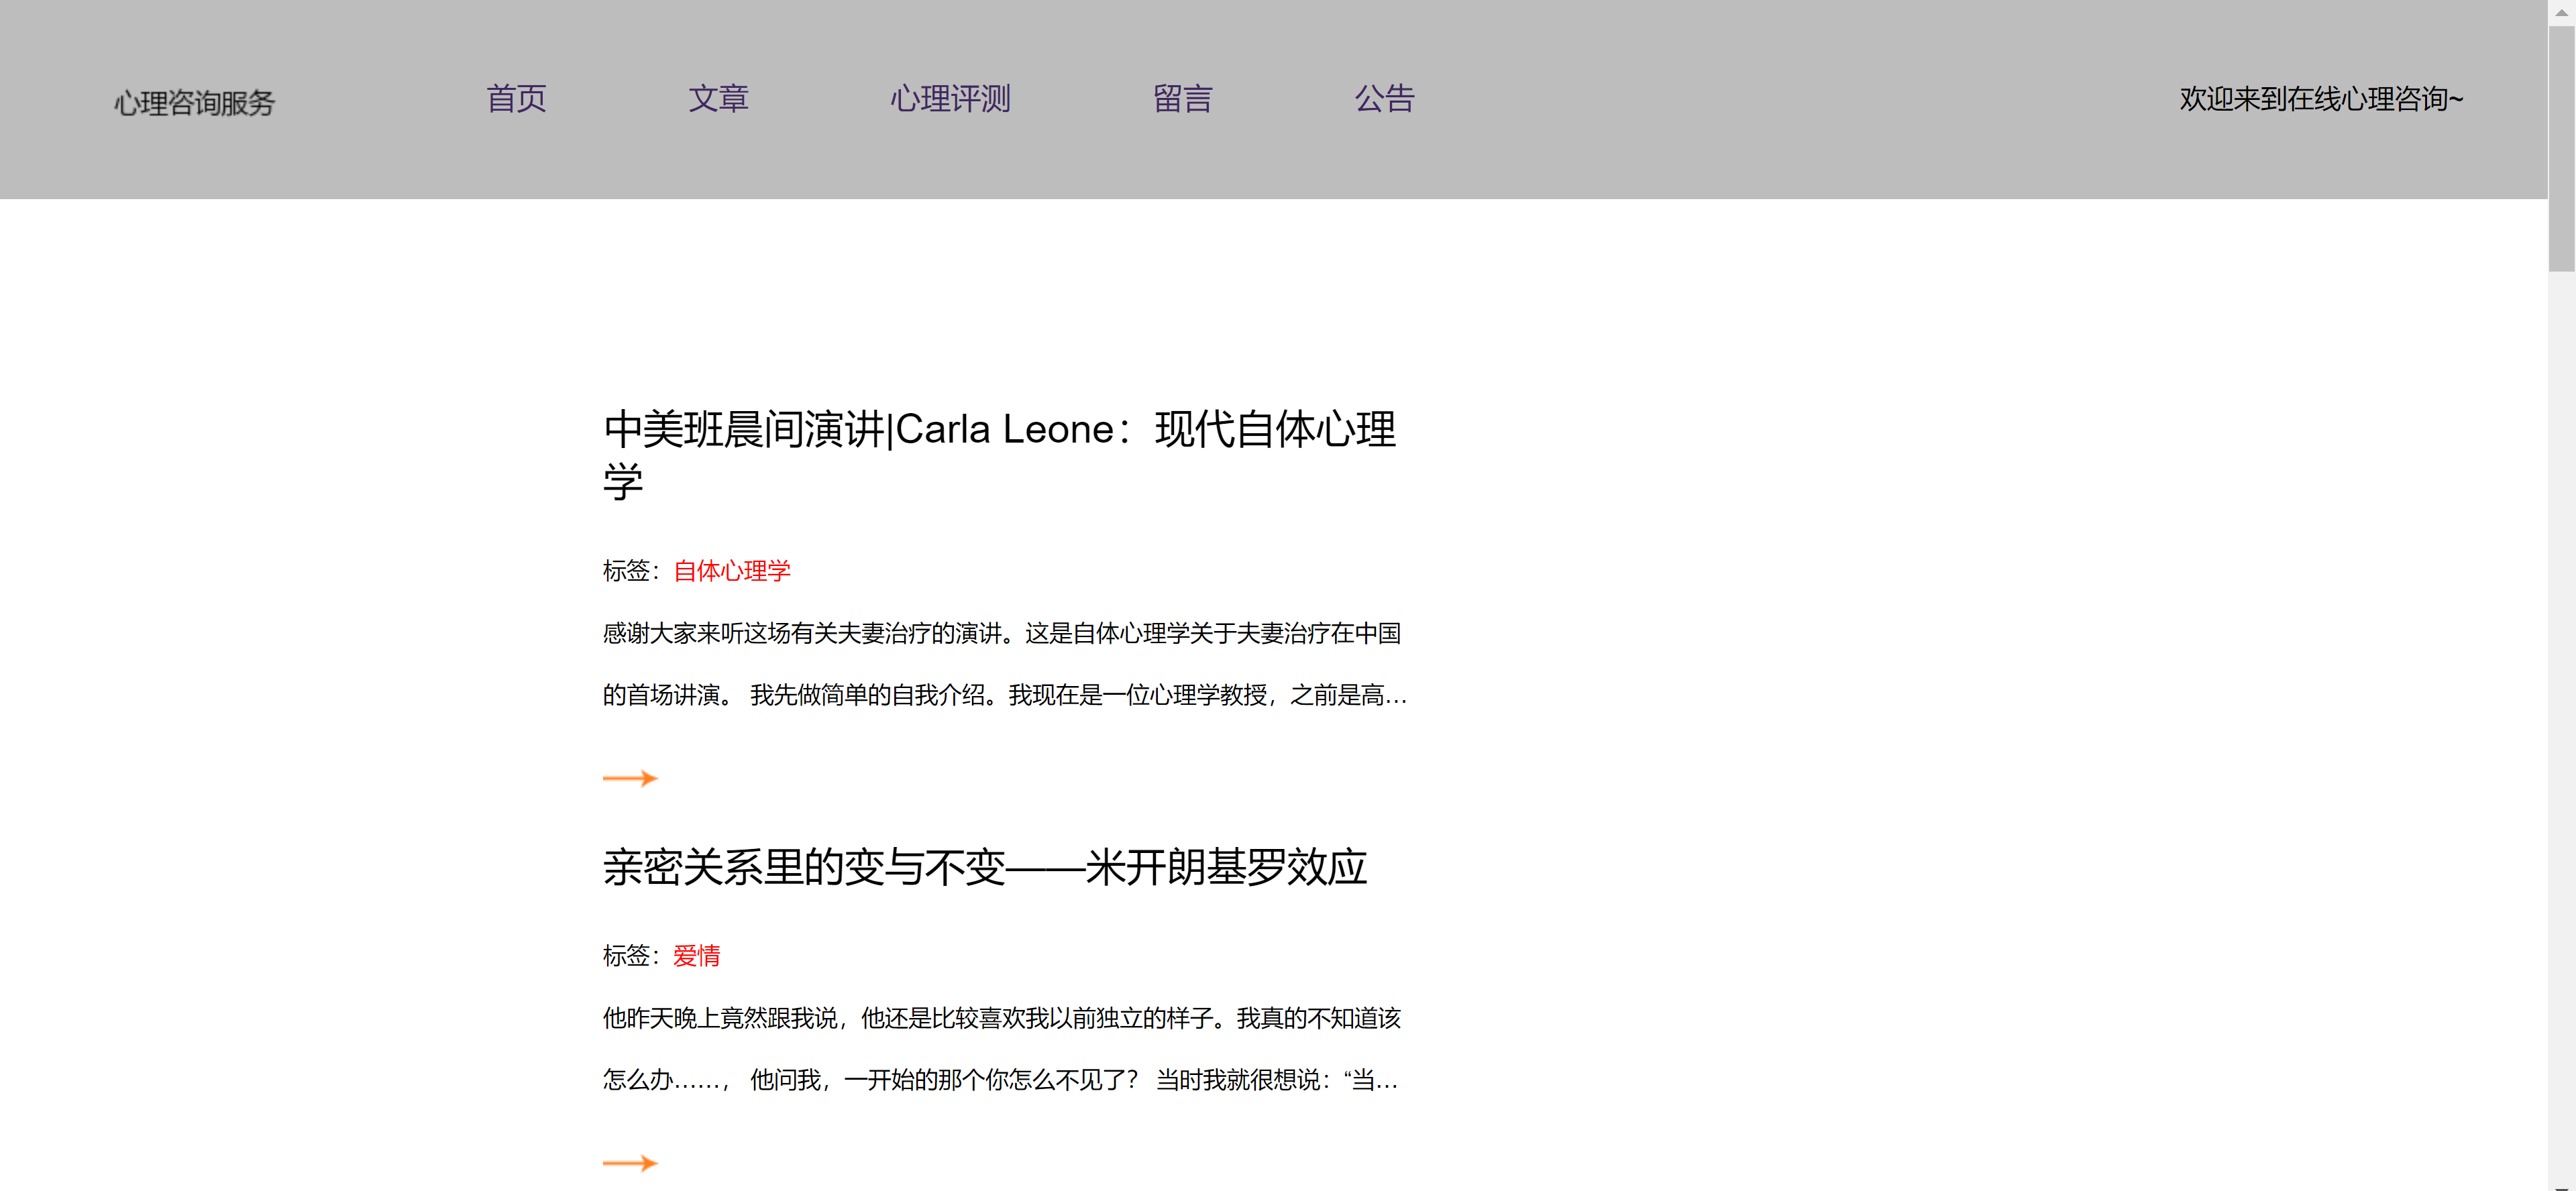 心理咨询服务 首页 文章 心理评测 留言 公告 欢迎来到在线心理咨询~
中美班晨间演讲|Carla Leone：现代自体心理
学
标签：自体心理学
感谢大家来听这场有关夫妻治疗的演讲。这是自体心理学关于夫妻治疗在中国
的首场讲演。 我先做简单的自我介绍。我现在是一位心理学教授，之前是高...
亲密关系里的变与不变——米开朗基罗效应
标签：爱情
他昨天晚上竟然跟我说，他还是比较喜欢我以前独立的样子。我真的不知道该
怎么办……， 他问我，一开始的那个你怎么不见了？ 当时我就很想说：“当...